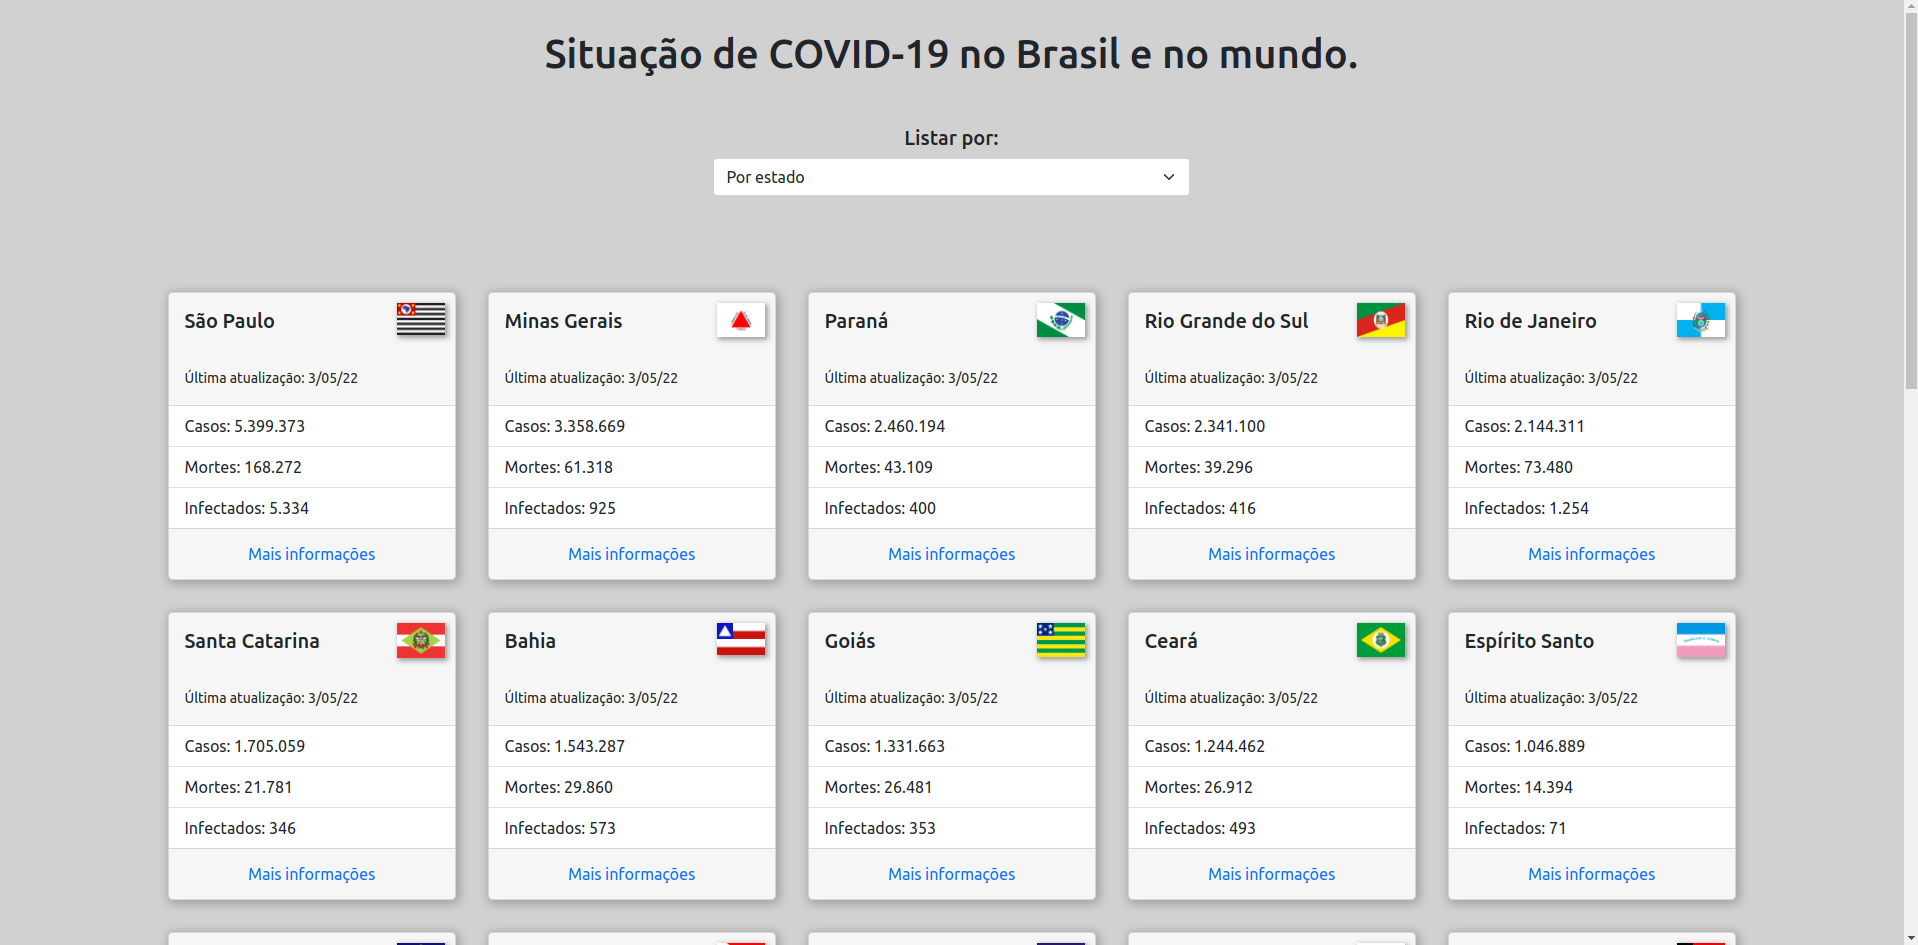 Situação de COVID-19 no Brasil e no mundo.
Listar por:
Por estado
São Paulo
Última atualização: 3/05/22
Casos: 5.399.373
Mortes: 168.272
Infectados: 5.334
Mais informações
Minas Gerais
Última atualização: 3/05/22
Casos: 3.358.669
Mortes: 61.318
Infectados: 925
Mais informações
Paraná
Última atualização: 3/05/22
Casos: 2.460.194
Mortes: 43.109
Infectados: 400
Mais informações
Rio Grande do Sul
Última atualização: 3/05/22
Casos: 2.341.100
Mortes: 39.296
Infectados: 416
Mais informações
Rio de Janeiro
Última atualização: 3/05/22
Casos: 2.144.311
Mortes: 73.480
Infectados: 1.254
Mais informações
Santa Catarina
Última atualização: 3/05/22
Casos: 1.705.059
Mortes: 21.781
Infectados: 346
Mais informações
Bahia
Última atualização: 3/05/22
Casos: 1.543.287
Mortes: 29.860
Infectados: 573
Mais informações
Goiás
Última atualização: 3/05/22
Casos: 1.331.663
Mortes: 26.481
Infectados: 353
Mais informações
Ceará
Última atualização: 3/05/22
Casos: 1.244.462
Mortes: 26.912
Infectados: 493
Mais informações
Espírito Santo
Última atualização: 3/05/22
Casos: 1.046.889
Mortes: 14.394
Infectados: 71
Mais informações